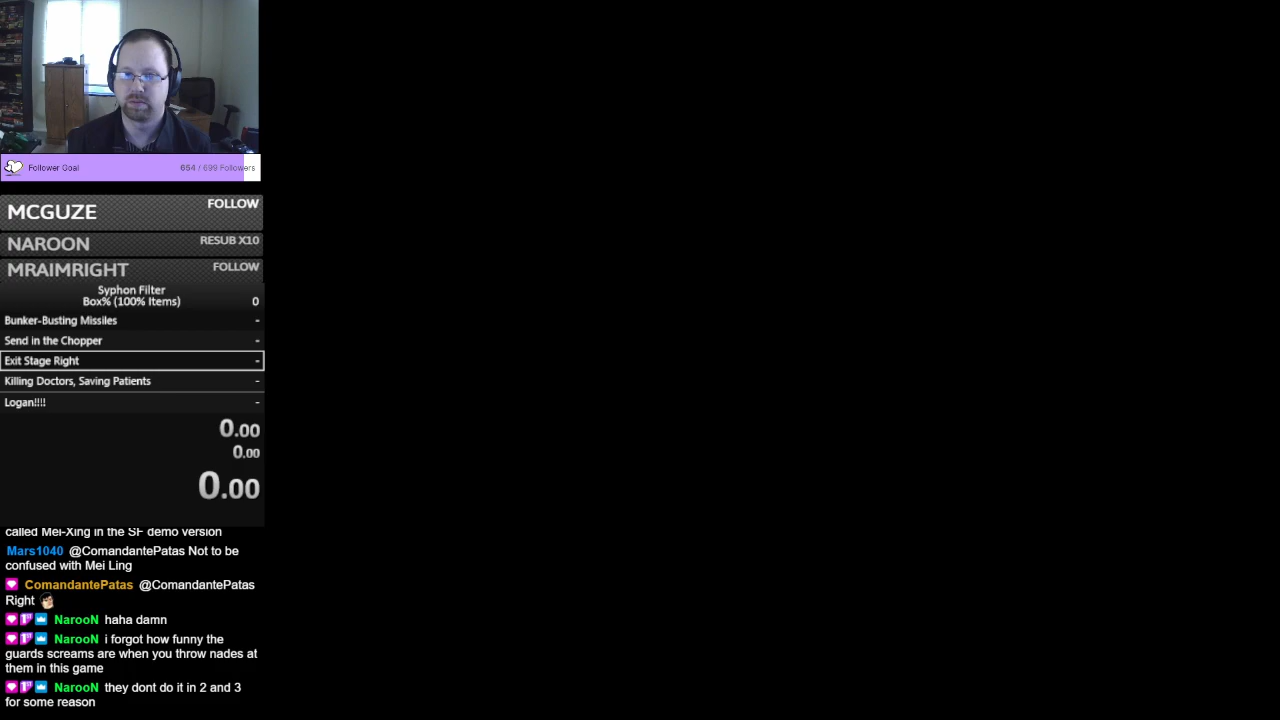 Follower Goal 654 / 699 Followers
MCGUZE FOLLOW
NAROON RESUB X10
MRAIMRIGHT FOLLOW
Syphon Filter
Box% (100% Items) 0
Bunker-Busting Missiles -
Send in the Chopper -
Exit Stage Right -
Killing Doctors, Saving Patients -
Logan!!!! -
0.00
0.00
0.00
called Mei-Xing in the SF demo version
Mars1040 @ComandantePatas Not to be
confused with Mei Ling
ComandantePatas @ComandantePatas
Right
NarooN haha damn
NarooN i forgot how funny the
guards screams are when you throw nades at
them in this game
NarooN they dont do it in 2 and 3
for some reason